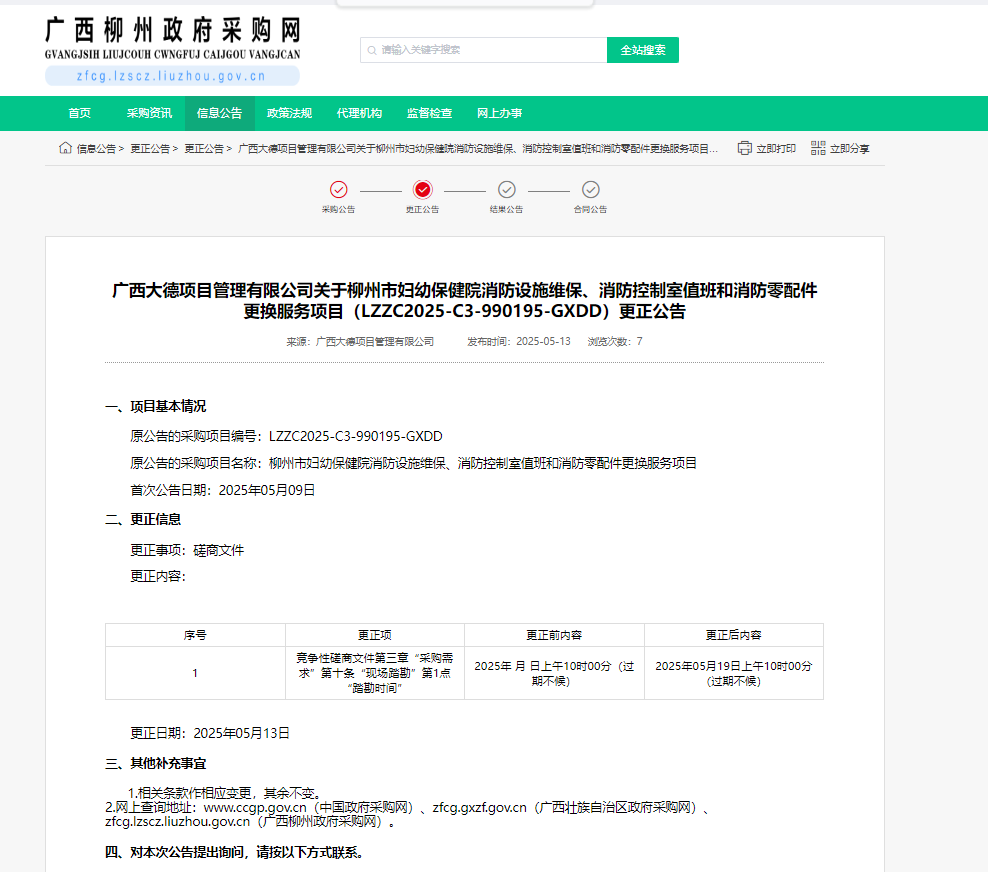 广西柳州政府采购网
GVANGJSIH LIUJCOUH CWNGFUJ CAIJGOU VANGJCAN
zfcg.lzscz.liuzhou.gov.cn
请输入关键字搜索
全站搜索
首页 采购资讯 信息公告 政策法规 代理机构 监督检查 网上办事
信息公告 > 更正公告 > 更正公告 > 广西大德项目管理有限公司关于柳州市妇幼保健院消防设施维保、消防控制室值班和消防零配件更换服务项目... 立即打印 立即分享
采购公告 更正公告 结果公告 合同公告
广西大德项目管理有限公司关于柳州市妇幼保健院消防设施维保、消防控制室值班和消防零配件
更换服务项目（LZZC2025-C3-990195-GXDD）更正公告
来源：广西大德项目管理有限公司 发布时间：2025-05-13 浏览次数：7
一、项目基本情况
原公告的采购项目编号：LZZC2025-C3-990195-GXDD
原公告的采购项目名称：柳州市妇幼保健院消防设施维保、消防控制室值班和消防零配件更换服务项目
首次公告日期：2025年05月09日
二、更正信息
更正事项：磋商文件
更正内容：
序号 更正项 更正前内容 更正后内容
1
竞争性磋商文件第三章“采购需
求”第十条“现场踏勘”第1点
“踏勘时间”
2025年 月 日上午10时00分（过
期不候）
2025年05月19日上午10时00分
（过期不候）
更正日期：2025年05月13日
三、其他补充事宜
1.相关条款作相应变更，其余不变。
2.网上查询地址：www.ccgp.gov.cn（中国政府采购网）、zfcg.gxzf.gov.cn（广西壮族自治区政府采购网）、
zfcg.lzscz.liuzhou.gov.cn（广西柳州政府采购网）。
四、对本次公告提出询问，请按以下方式联系。